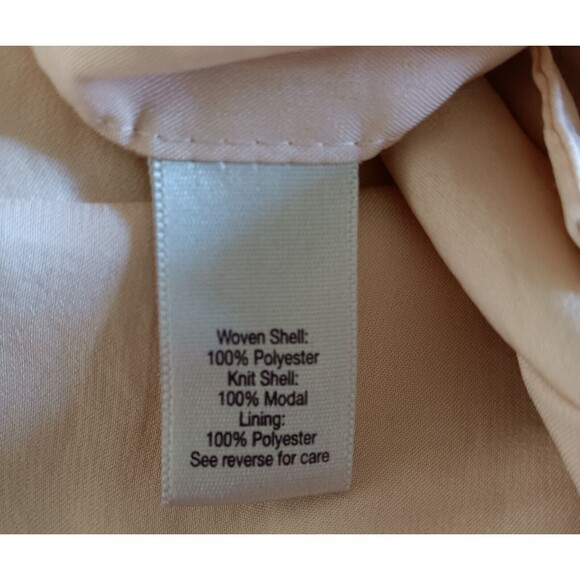 Woven Shell:
100% Polyester
Knit Shell:
100% Modal
Lining:
100% Polyester
See reverse for care